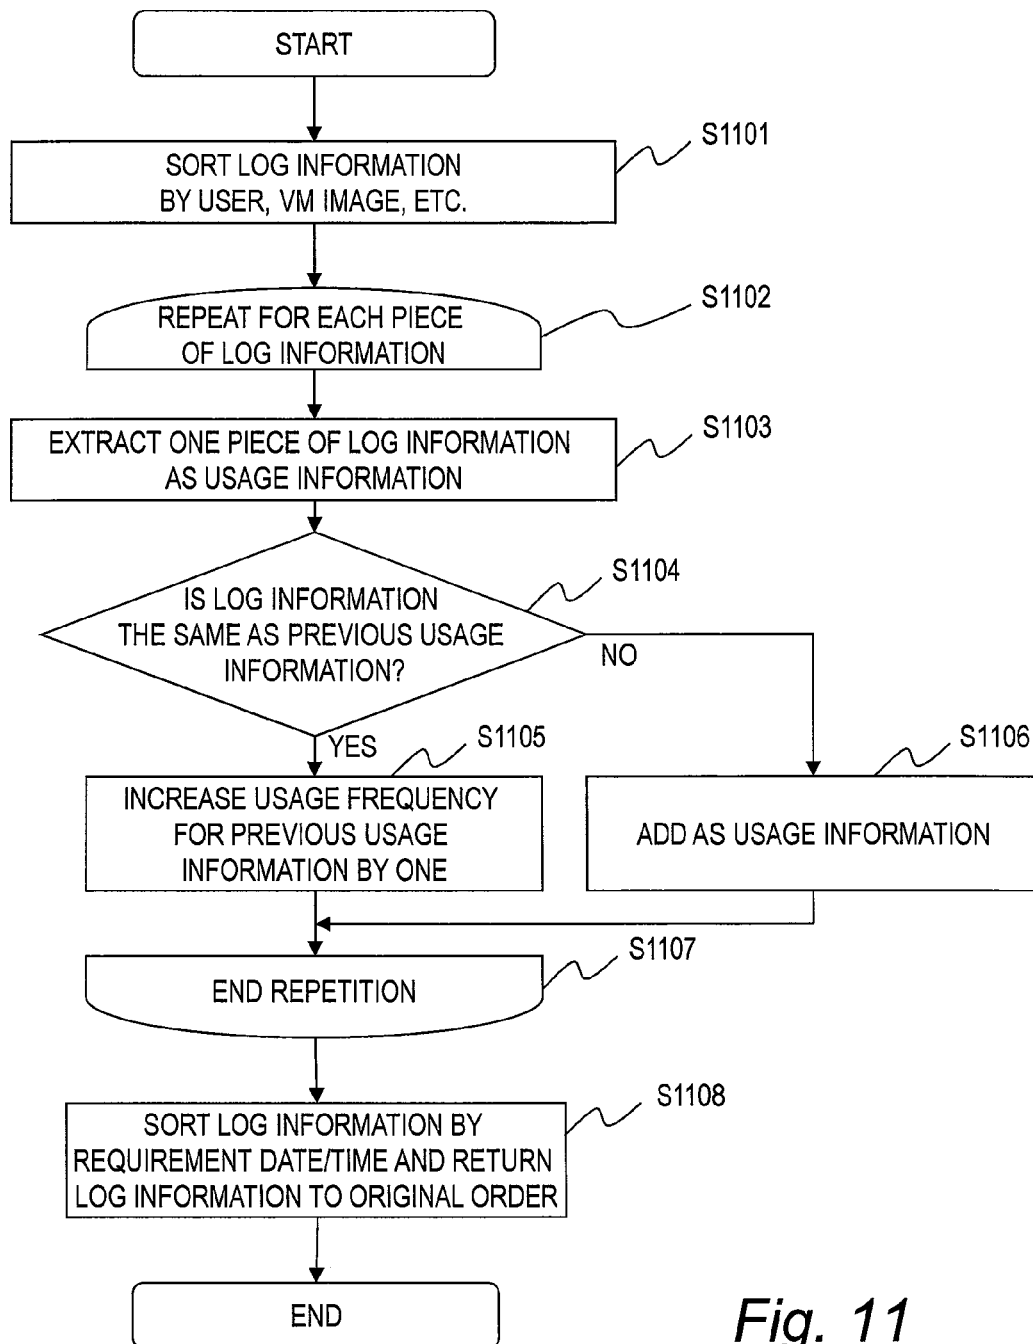 START
S1101
SORT LOG INFORMATION
BY USER, VM IMAGE, ETC.
S1102
REPEAT FOR EACH PIECE
OF LOG INFORMATION
S1103
EXTRACT ONE PIECE OF LOG INFORMATION
AS USAGE INFORMATION
S1104
IS LOG INFORMATION
THE SAME AS PREVIOUS USAGE
INFORMATION?
NO
YES
S1105
S1106
INCREASE USAGE FREQUENCY
FOR PREVIOUS USAGE
INFORMATION BY ONE
ADD AS USAGE INFORMATION
S1107
END REPETITION
S1108
SORT LOG INFORMATION BY
REQUIREMENT DATE/TIME AND RETURN
LOG INFORMATION TO ORIGINAL ORDER
END
Fig. 11